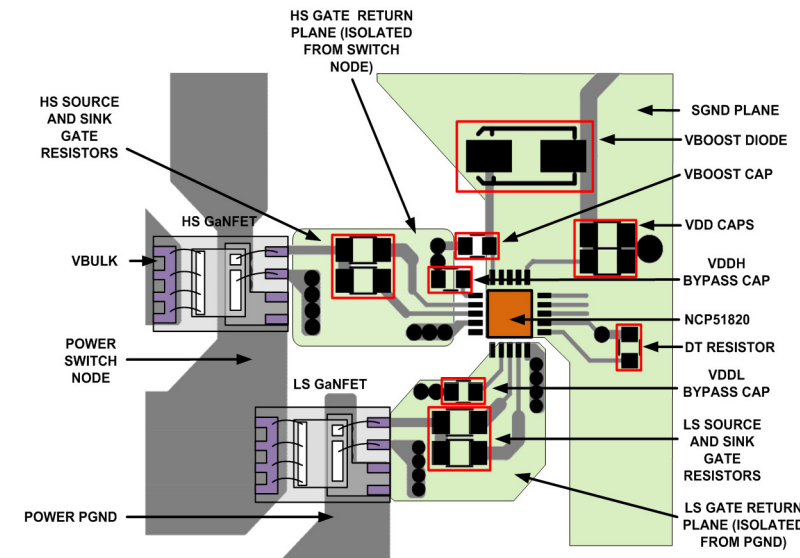 HS GATE RETURN
PLANE (ISOLATED
FROM SWITCH
NODE)
HS SOURCE
AND SINK
GATE
RESISTORS
SGND PLANE
VBOOST DIODE
VBOOST CAP
HS GaNFET
VDD CAPS
VBULK
VDDH
BYPASS CAP
NCP51820
POWER
SWITCH
NODE
DT RESISTOR
LS GaNFET
VDDL
BYPASS CAP
LS SOURCE
AND SINK
GATE
RESISTORS
POWER PGND
LS GATE RETURN
PLANE (ISOLATED
FROM PGND)